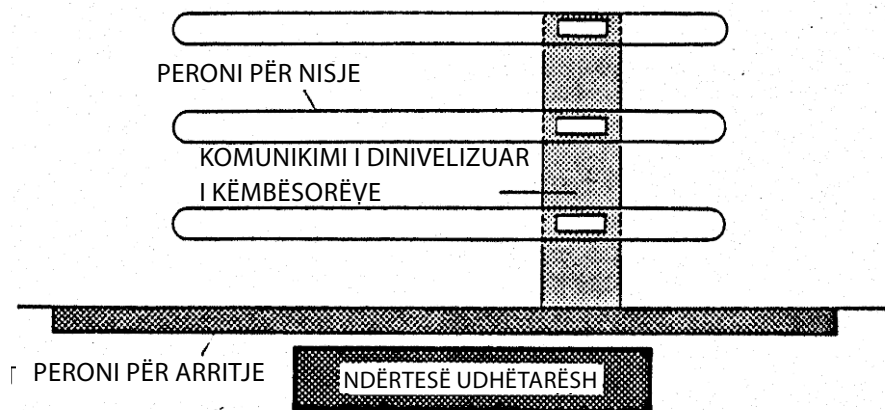 PERONI PËR NISJE
KOMUNIKIMI I DINIVELIZUAR
I KËMBËSORËVE
PERONI PËR ARRITJE
NDËRTESË UDHËTARËSH